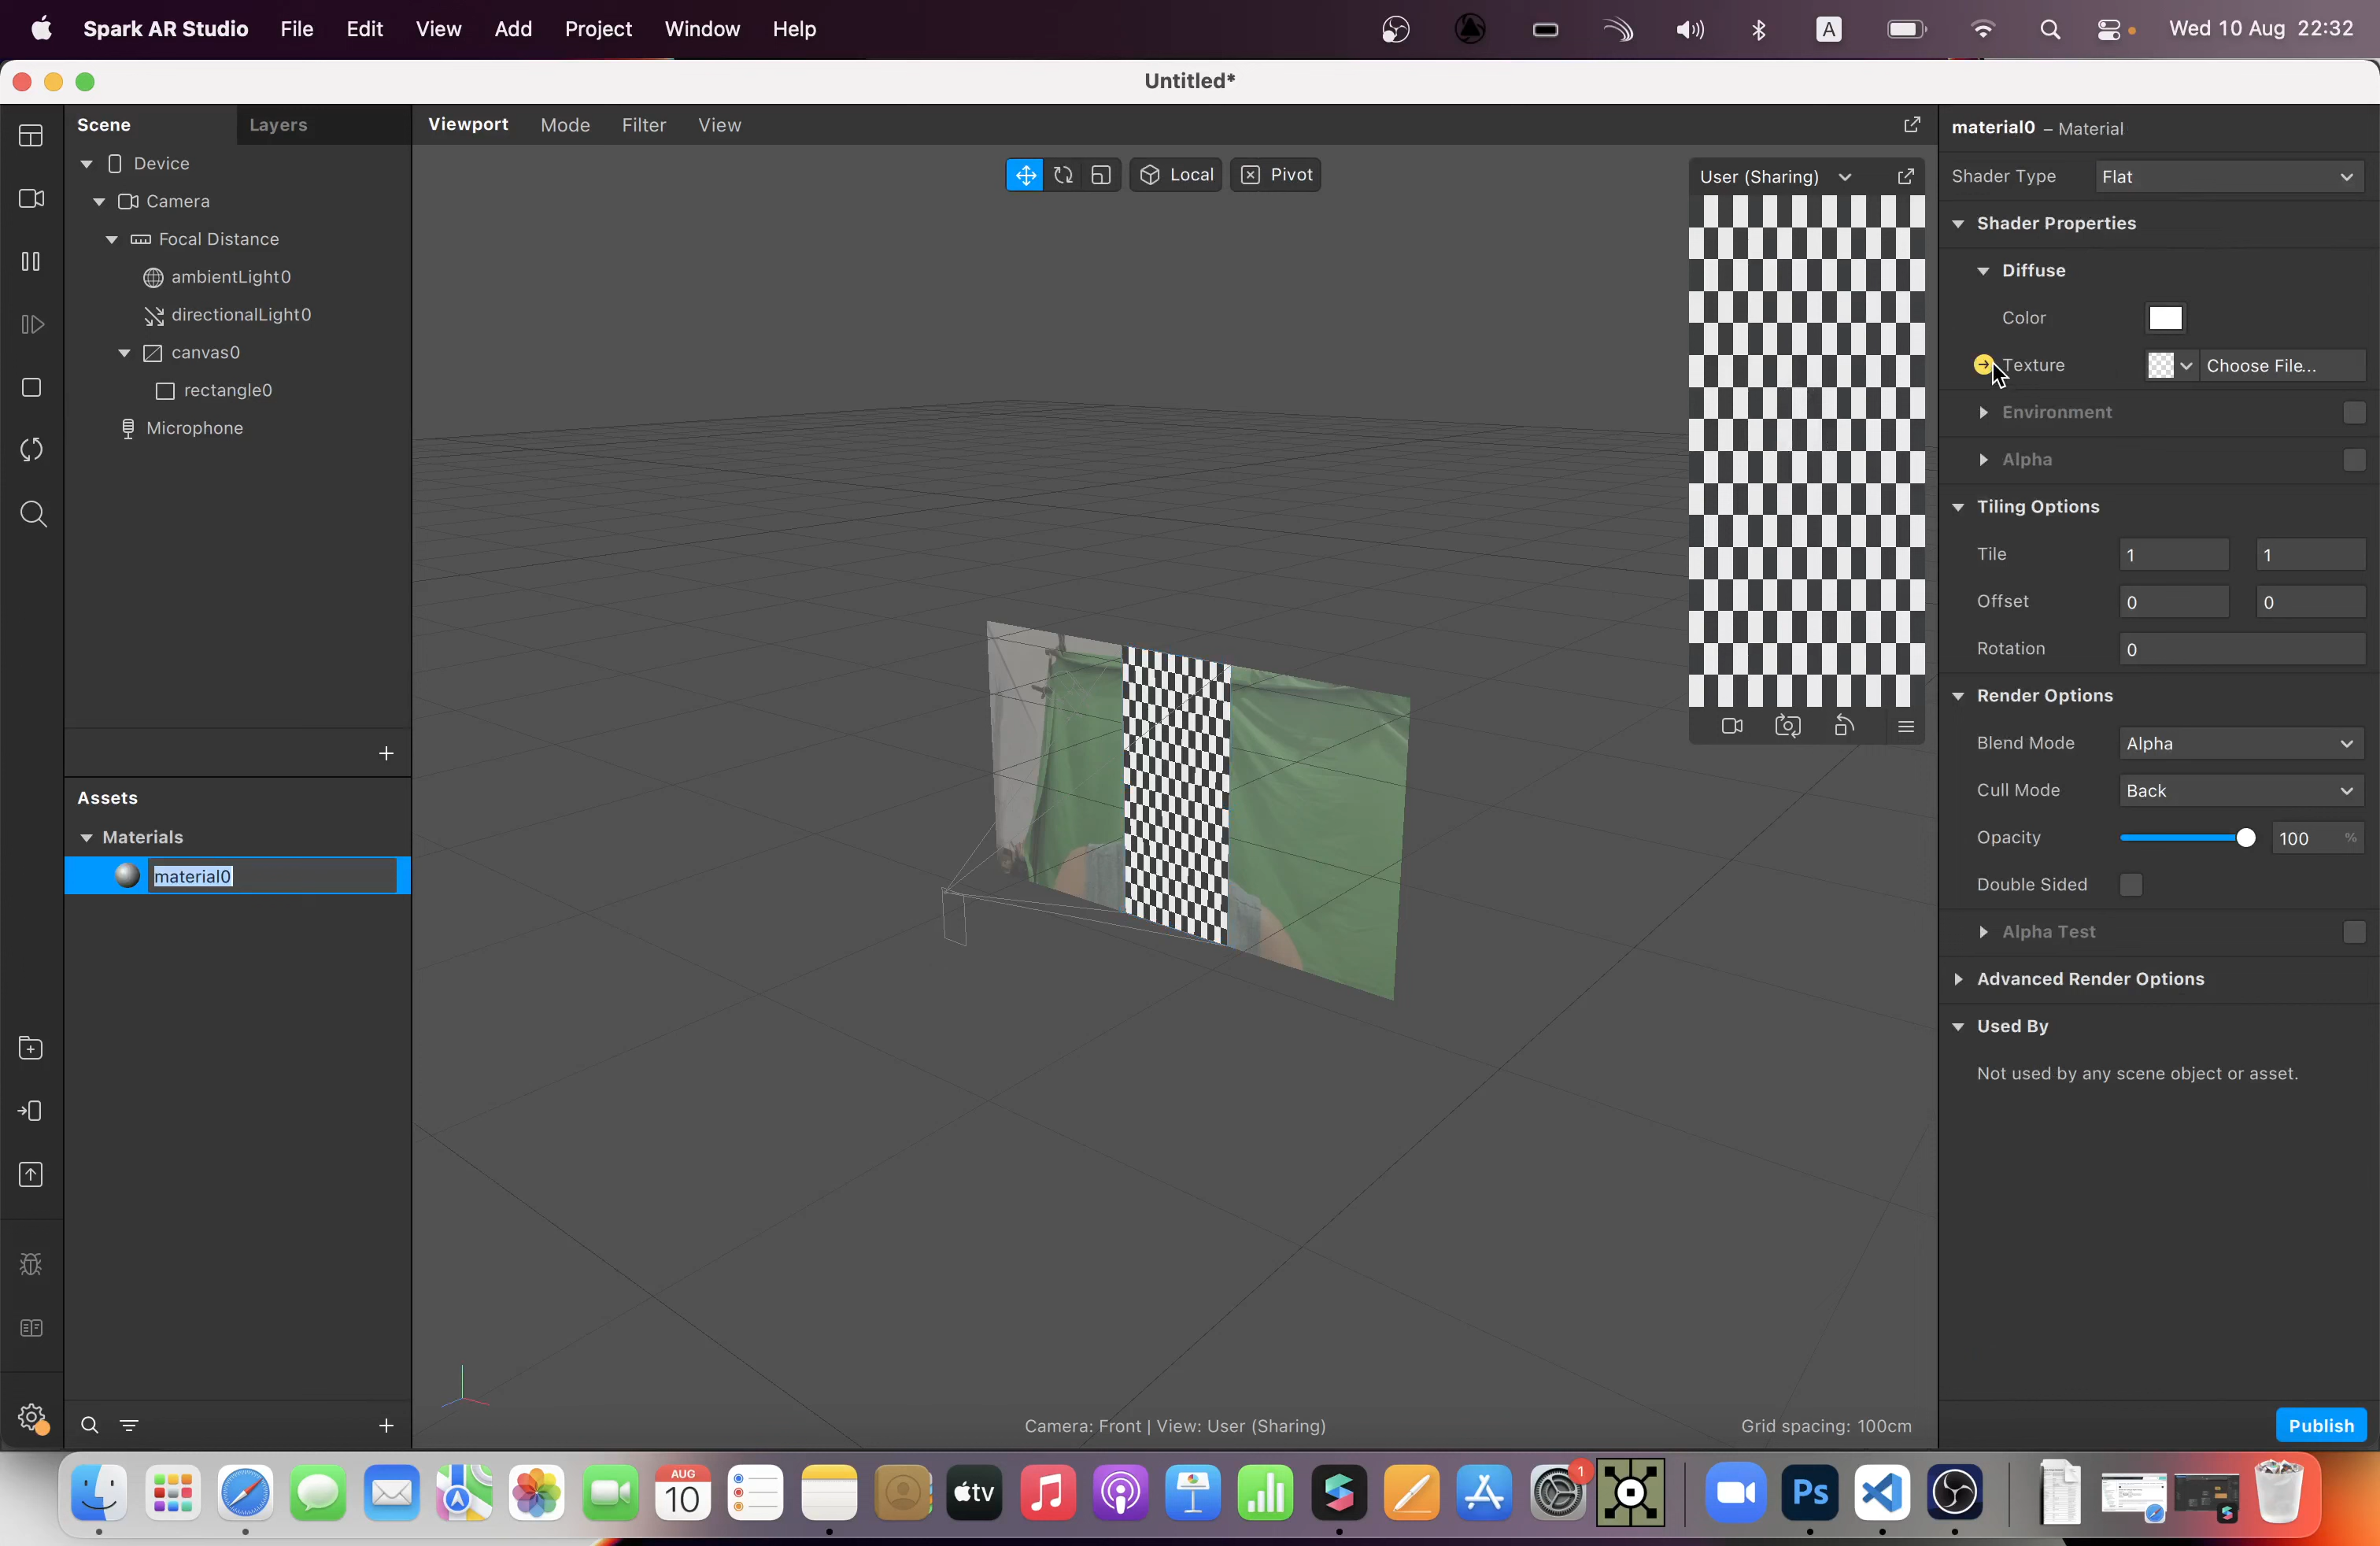 Spark AR Studio File Edit View Add Project Window Help A Wed 10 Aug 22:32
Untitled*
Scene Layers
Viewport Mode Filter View
material0 – Material
Device
Camera
Focal Distance
ambientLight0
directionalLight0
canvas0
rectangle0
Microphone
Local Pivot
User (Sharing)
Shader Type Flat
Shader Properties
Diffuse
Color
Texture Choose File...
Environment
Alpha
Tiling Options
Tile 1 1
Offset 0 0
Rotation 0
Render Options
Blend Mode Alpha
Cull Mode Back
Opacity 100 %
Double Sided
Alpha Test
Advanced Render Options
Used By
Not used by any scene object or asset.
Assets
Materials
material0
Camera: Front | View: User (Sharing)
Grid spacing: 100cm
Publish
AUG
10
tv
1
Ps